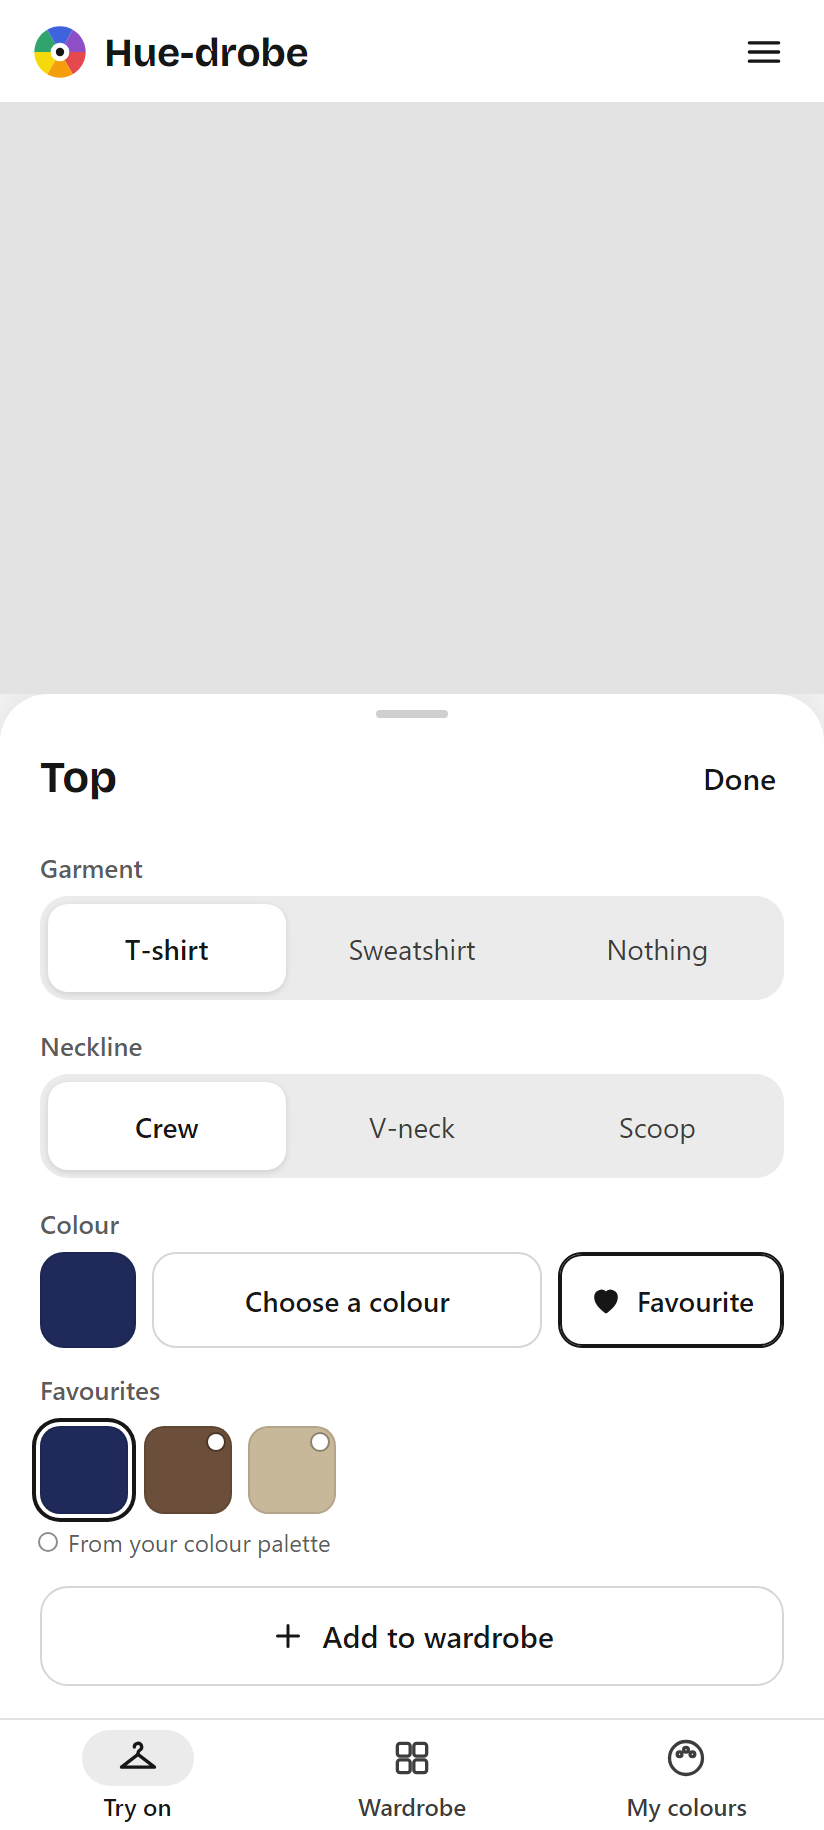 Hue-drobe
Top
Done
Garment
T-shirt Sweatshirt Nothing
Neckline
Crew V-neck Scoop
Colour
Choose a colour Favourite
Favourites
From your colour palette
Add to wardrobe
Try on Wardrobe My colours